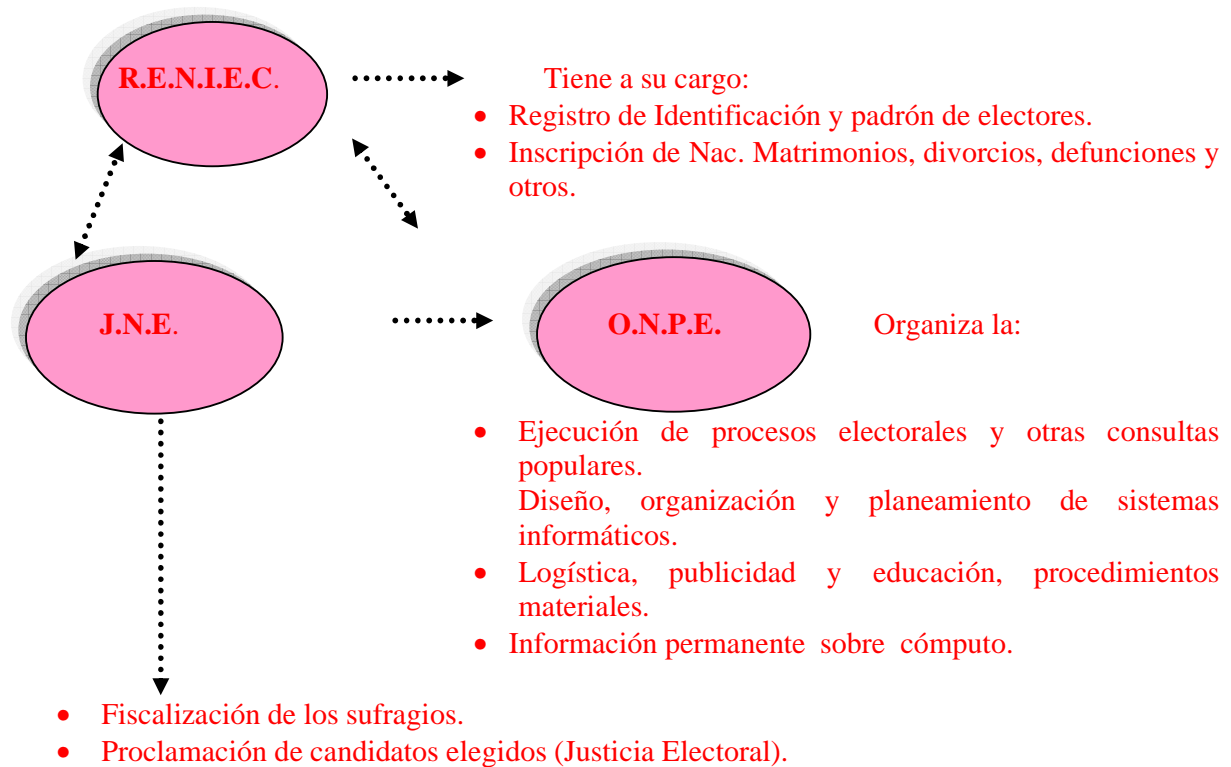 R.E.N.I.E.C.
Tiene a su cargo:
• Registro de Identificación y padrón de electores.
• Inscripción de Nac. Matrimonios, divorcios, defunciones y
otros.
J.N.E.
O.N.P.E.
Organiza la:
• Ejecución de procesos electorales y otras consultas
populares.
Diseño, organización y planeamiento de sistemas
informáticos.
• Logística, publicidad y educación, procedimientos
materiales.
• Información permanente sobre cómputo.
• Fiscalización de los sufragios.
• Proclamación de candidatos elegidos (Justicia Electoral).